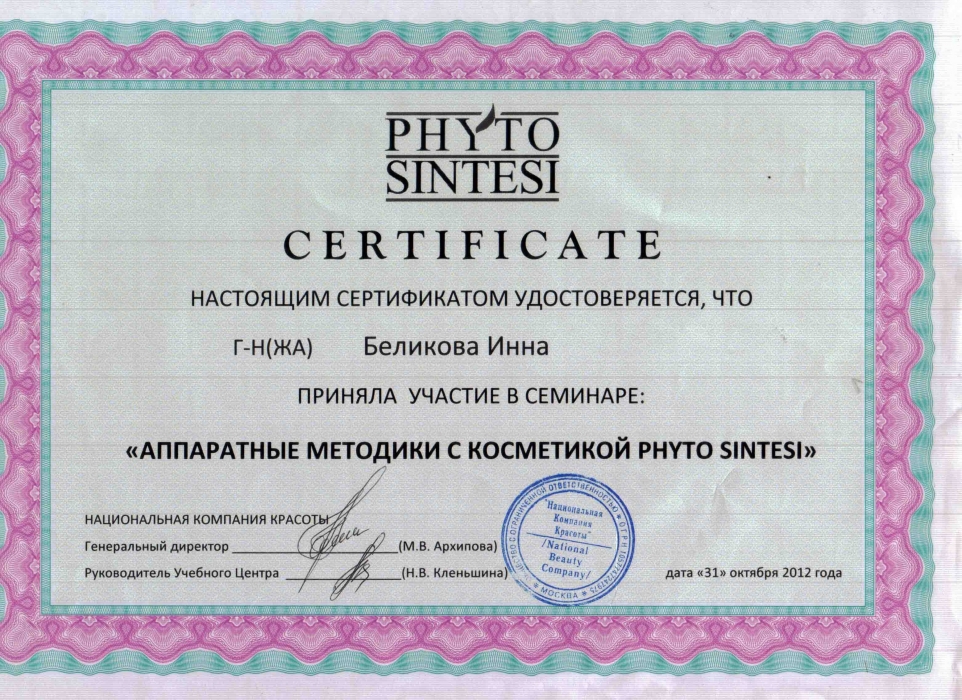 PHYTO
SINTESI
CERTIFICATE
НАСТОЯЩИМ СЕРТИФИКАТОМ УДОСТОВЕРЯЕТСЯ, ЧТО
Г-Н(ЖА) Беликова Инна
ПРИНЯЛА УЧАСТИЕ В СЕМИНАРЕ:
«АППАРАТНЫЕ МЕТОДИКИ С КОСМЕТИКОЙ PHYTO SINTESI»
НАЦИОНАЛЬНАЯ КОМПАНИЯ КРАСОТЫ
Генеральный директор (М.В. Архипова)
Руководитель Учебного Центра (Н.В. Кленьшина)
дата «31» октября 2012 года
С ОГРАНИЧЕННОЙ ОТВЕТСТВЕННОСТЬЮ
"Национальная
Компания
Красоты"
/National
Beauty
Company/
* МОСКВА *